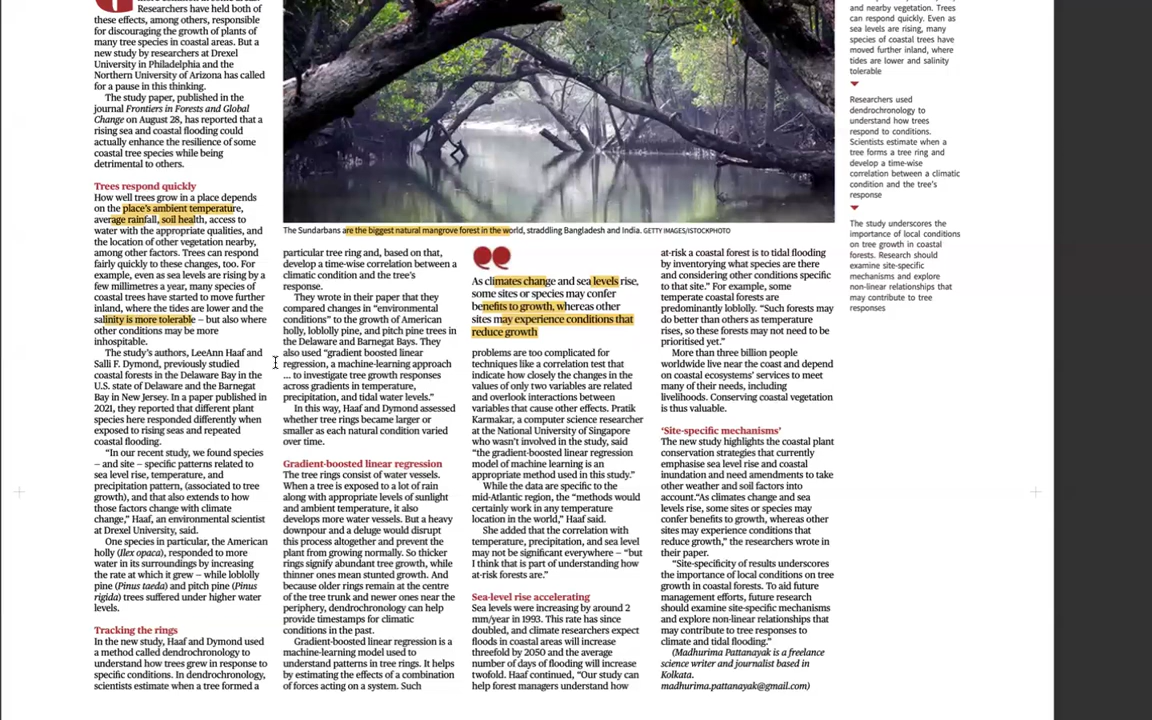 Researchers have held both of
these effects, among others, responsible
for discouraging the growth of plants of
many tree species in coastal areas. But a
new study by researchers at Drexel
University in Philadelphia and the
Northern University of Arizona has called
for a pause in this thinking.
The study paper, published in the
journal Frontiers in Forests and Global
Change on August 28, has reported that a
rising sea and coastal flooding could
actually enhance the resilience of some
coastal tree species while being
detrimental to others.
Trees respond quickly
How well trees grow in a place depends
on the place's ambient temperature,
average rainfall, soil health, access to
water with the appropriate qualities, and
the location of other vegetation nearby,
among other factors. Trees can respond
fairly quickly to these changes, too. For
example, even as sea levels are rising by a
few millimetres a year, many species of
coastal trees have started to move further
inland, where the tides are lower and the
salinity is more tolerable – but also where
other conditions may be more
inhospitable.
The study's authors, LeeAnn Haaf and
Salli F. Dymond, previously studied
coastal forests in the Delaware Bay in the
U.S. state of Delaware and the Barnegat
Bay in New Jersey. In a paper published in
2021, they reported that different plant
species here responded differently when
exposed to rising seas and repeated
coastal flooding.
"In our recent study, we found species
– and site – specific patterns related to
sea level rise, temperature, and
precipitation pattern, (associated to tree
growth), and that also extends to how
those factors change with climate
change," Haaf, an environmental scientist
at Drexel University, said.
One species in particular, the American
holly (Ilex opaca), responded to more
water in its surroundings by increasing
the rate at which it grew – while loblolly
pine (Pinus taeda) and pitch pine (Pinus
rigida) trees suffered under higher water
levels.
Tracking the rings
In the new study, Haaf and Dymond used
a method called dendrochronology to
understand how trees grew in response to
specific conditions. In dendrochronology,
scientists estimate when a tree formed a
The Sundarbans are the biggest natural mangrove forest in the world, straddling Bangladesh and India. GETTY IMAGES/ISTOCKPHOTO
particular tree ring and, based on that,
develop a time-wise correlation between a
climatic condition and the tree's
response.
They wrote in their paper that they
compared changes in "environmental
conditions" to the growth of American
holly, loblolly pine, and pitch pine trees in
the Delaware and Barnegat Bays. They
also used "gradient boosted linear
regression, a machine-learning approach
... to investigate tree growth responses
across gradients in temperature,
precipitation, and tidal water levels."
In this way, Haaf and Dymond assessed
whether tree rings became larger or
smaller as each natural condition varied
over time.
Gradient-boosted linear regression
The tree rings consist of water vessels.
When a tree is exposed to a lot of rain
along with appropriate levels of sunlight
and ambient temperature, it also
develops more water vessels. But a heavy
downpour and a deluge would disrupt
this process altogether and prevent the
plant from growing normally. So thicker
rings signify abundant tree growth, while
thinner ones mean stunted growth. And
because older rings remain at the centre
of the tree trunk and newer ones near the
periphery, dendrochronology can help
provide timestamps for climatic
conditions in the past.
Gradient-boosted linear regression is a
machine-learning model used to
understand patterns in tree rings. It helps
by estimating the effects of a combination
of forces acting on a system. Such
As climates change and sea levels rise,
some sites or species may confer
benefits to growth, whereas other
sites may experience conditions that
reduce growth
problems are too complicated for
techniques like a correlation test that
indicate how closely the changes in the
values of only two variables are related
and overlook interactions between
variables that cause other effects. Pratik
Karmakar, a computer science researcher
at the National University of Singapore
who wasn't involved in the study, said
"the gradient-boosted linear regression
model of machine learning is an
appropriate method used in this study."
While the data are specific to the
mid-Atlantic region, the "methods would
certainly work in any temperature
location in the world," Haaf said.
She added that the correlation with
temperature, precipitation, and sea level
may not be significant everywhere – "but
I think that is part of understanding how
at-risk forests are."
Sea-level rise accelerating
Sea levels were increasing by around 2
mm/year in 1993. This rate has since
doubled, and climate researchers expect
floods in coastal areas will increase
threefold by 2050 and the average
number of days of flooding will increase
twofold. Haaf continued, "Our study can
help forest managers understand how
at-risk a coastal forest is to tidal flooding
by inventorying what species are there
and considering other conditions specific
to that site." For example, some
temperate coastal forests are
predominantly loblolly. "Such forests may
do better than others as temperature
rises, so these forests may not need to be
prioritised yet."
More than three billion people
worldwide live near the coast and depend
on coastal ecosystems' services to meet
many of their needs, including
livelihoods. Conserving coastal vegetation
is thus valuable.
'Site-specific mechanisms'
The new study highlights the coastal plant
conservation strategies that currently
emphasise sea level rise and coastal
inundation and need amendments to take
other weather and soil factors into
account."As climates change and sea
levels rise, some sites or species may
confer benefits to growth, whereas other
sites may experience conditions that
reduce growth," the researchers wrote in
their paper.
"Site-specificity of results underscores
the importance of local conditions on tree
growth in coastal forests. To aid future
management efforts, future research
should examine site-specific mechanisms
and explore non-linear relationships that
may contribute to tree responses to
climate and tidal flooding."
(Madhurima Pattanayak is a freelance
science writer and journalist based in
Kolkata.
madhurima.pattanayak@gmail.com)
and nearby vegetation. Trees
can respond quickly. Even as
sea levels are rising, many
species of coastal trees have
moved further inland, where
tides are lower and salinity
tolerable
Researchers used
dendrochronology to
understand how trees
respond to conditions.
Scientists estimate when a
tree forms a tree ring and
develop a time-wise
correlation between a climatic
condition and the tree's
response
The study underscores the
importance of local conditions
on tree growth in coastal
forests. Research should
examine site-specific
mechanisms and explore
non-linear relationships that
may contribute to tree
responses